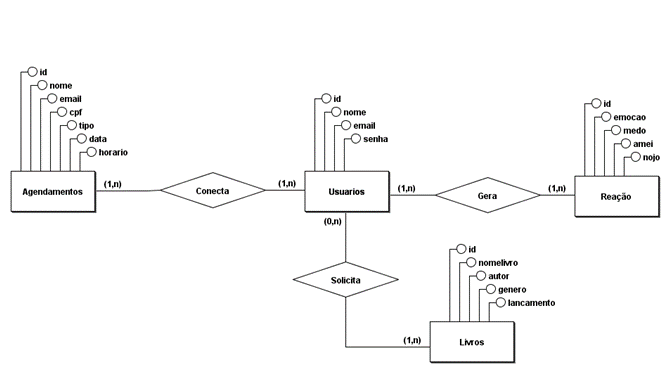 id
nome
email
cpf
tipo
data
horario
Agendamentos
(1,n)
Conecta
(1,n)
id
nome
email
senha
Usuarios
(1,n)
Gera
(1,n)
id
emocao
medo
amei
nojo
Reação
(0,n)
Solicita
(1,n)
id
nomelivro
autor
genero
lancamento
Livros